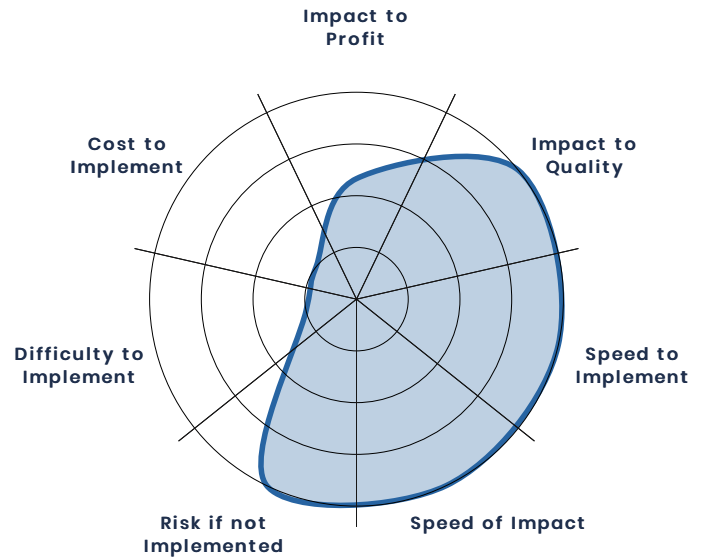 Impact to
Profit
Impact to
Quality
Speed to
Implement
Speed of Impact
Risk if not
Implemented
Difficulty to
Implement
Cost to
Implement